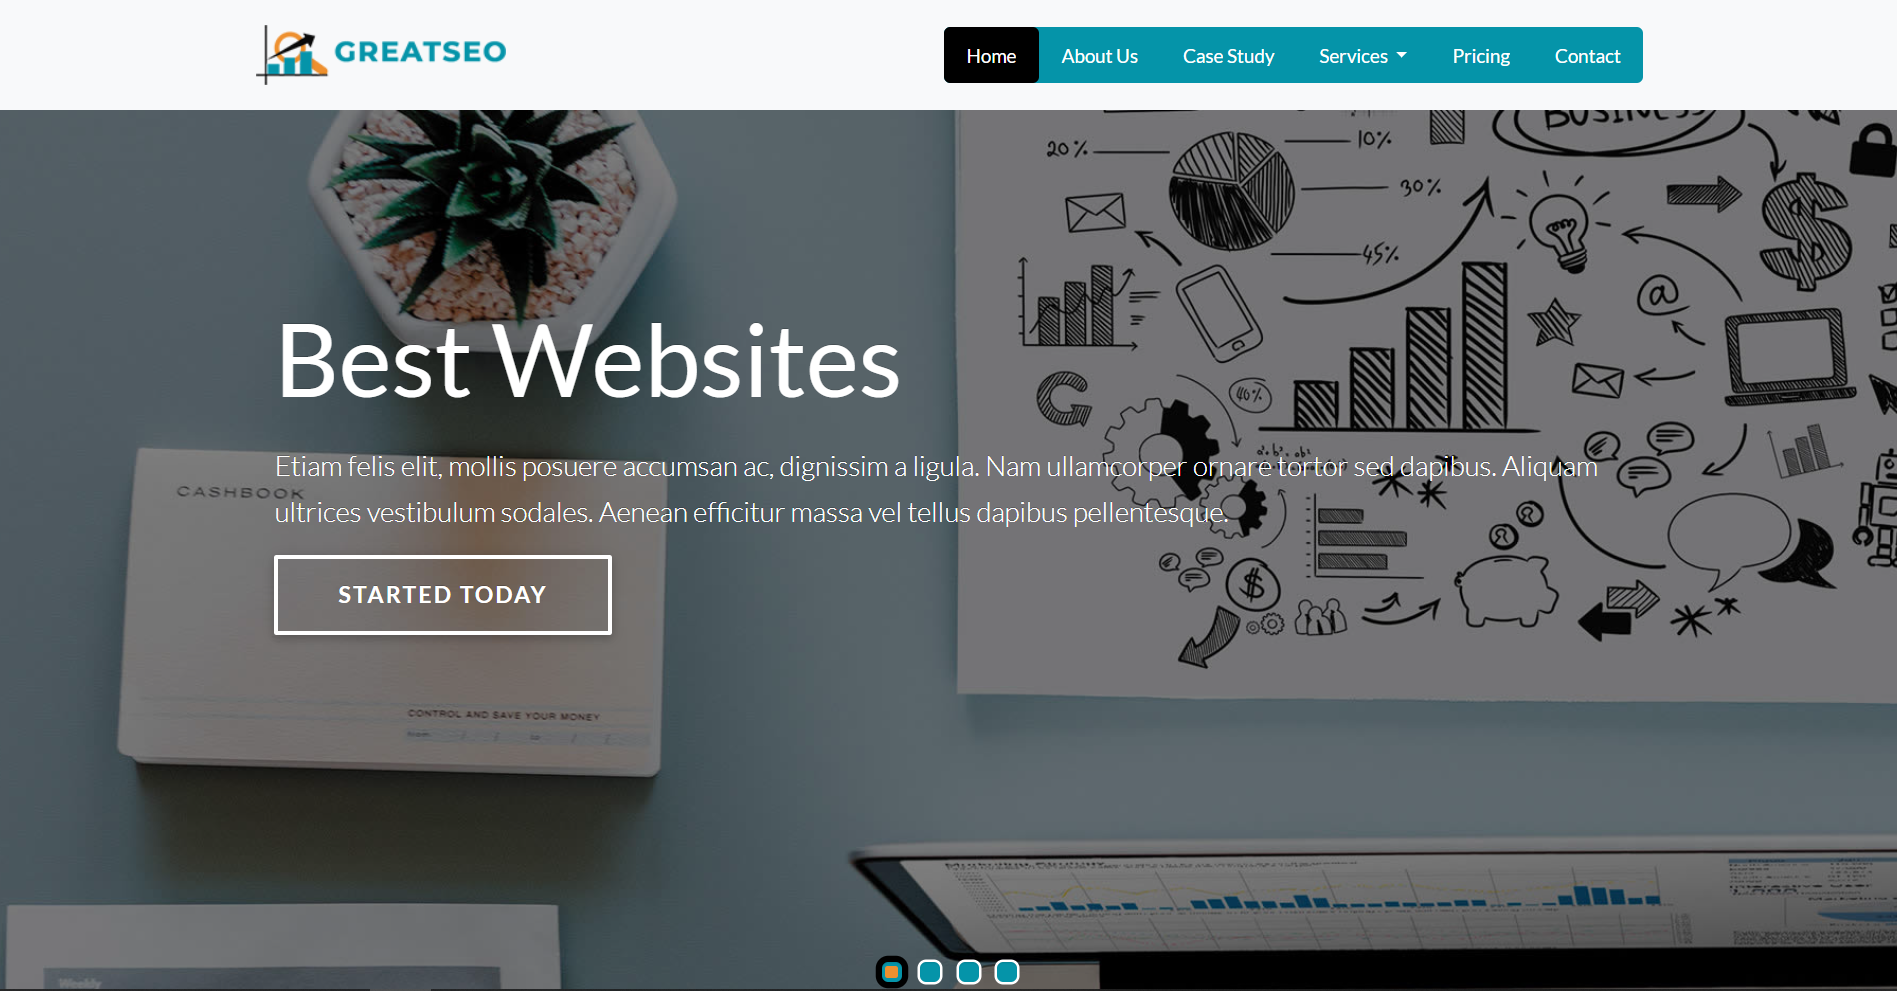 GREATSEO
Home About Us Case Study Services Pricing Contact
BUSINESS
20% 10%
30%
45%
@
Best Websites
40%
Etiam felis elit, mollis posuere accumsan ac, dignissim a ligula. Nam ullamcorper ornare tortor sed dapibus. Aliquam
CASHBOOK
ultrices vestibulum sodales. Aenean efficitur massa vel tellus dapibus pellentesque.
$
STARTED TODAY
CONTROL AND SAVE YOUR MONEY
Weekly